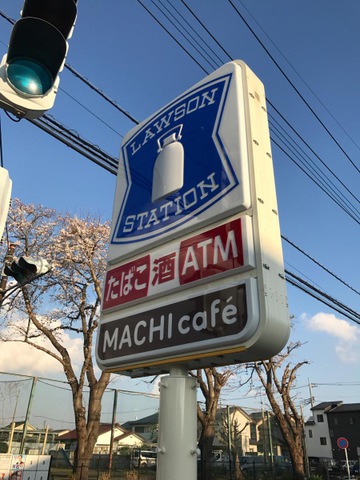 LAWSON
STATION
たばこ 酒 ATM
MACHI café